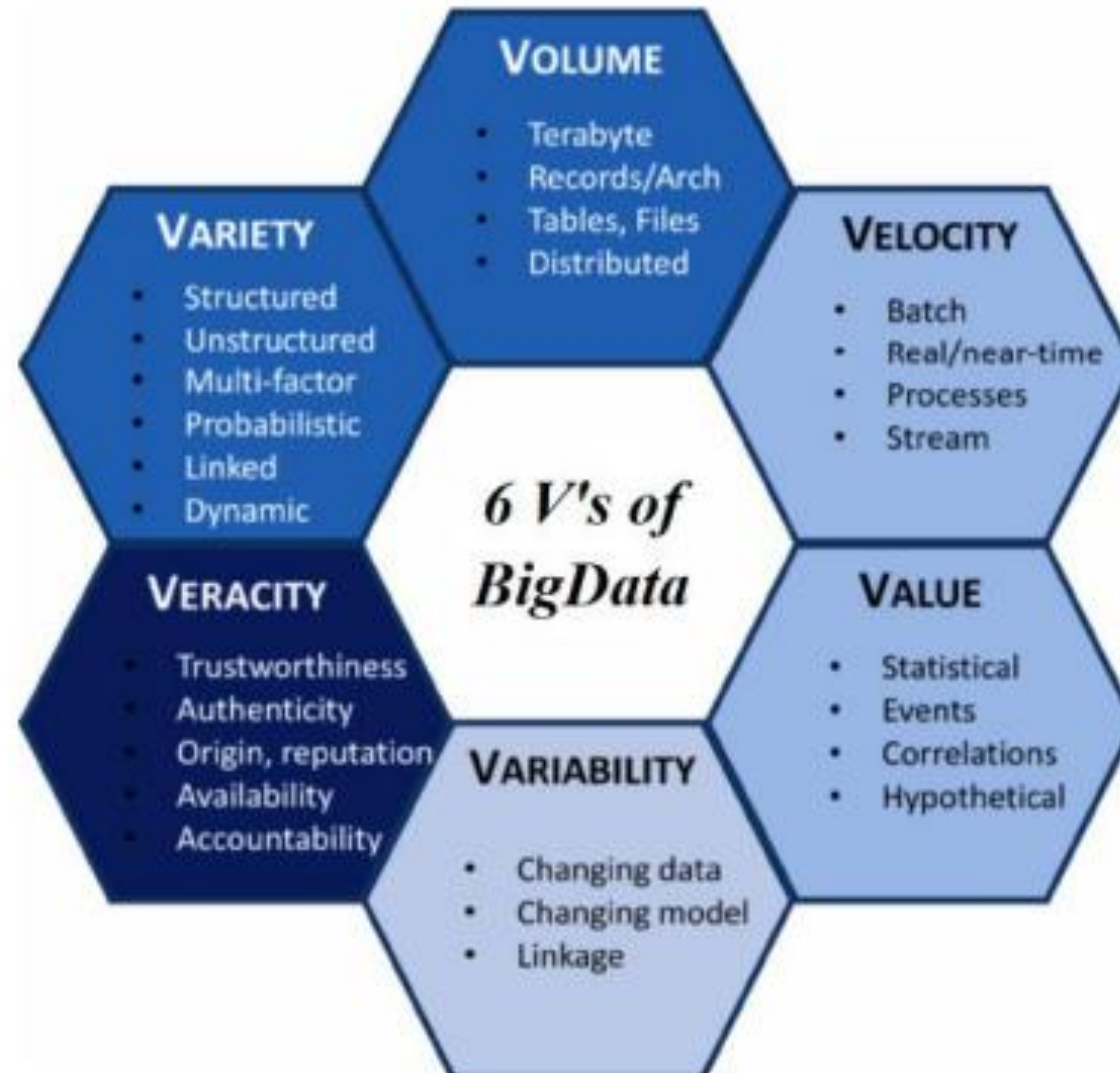 VOLUME
• Terabyte
• Records/Arch
• Tables, Files
• Distributed
VARIETY
• Structured
• Unstructured
• Multi-factor
• Probabilistic
• Linked
• Dynamic
VELOCITY
• Batch
• Real/near-time
• Processes
• Stream
6 V's of
BigData
VERACITY
• Trustworthiness
• Authenticity
• Origin, reputation
• Availability
• Accountability
VALUE
• Statistical
• Events
• Correlations
• Hypothetical
VARIABILITY
• Changing data
• Changing model
• Linkage